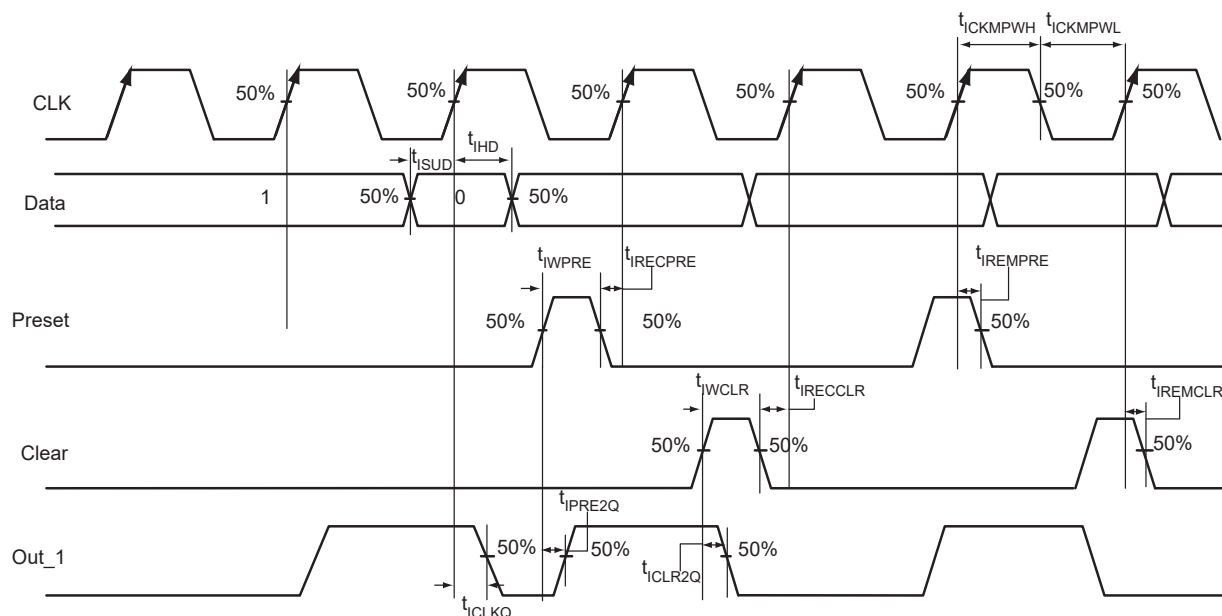 tICKMPWH tICKMPWL
CLK
50% 50% 50% 50% 50% 50% 50%
tISUD tIHD
Data
1 50% 0 50%
tIWPRE tIRECPRE tIREMPRE
Preset
50% 50% 50%
tIWCLR tIRECCLR tIREMCLR
Clear
50% 50% 50%
tIPRE2Q
Out_1
50% 50% tICLR2Q 50%
tICLKQ